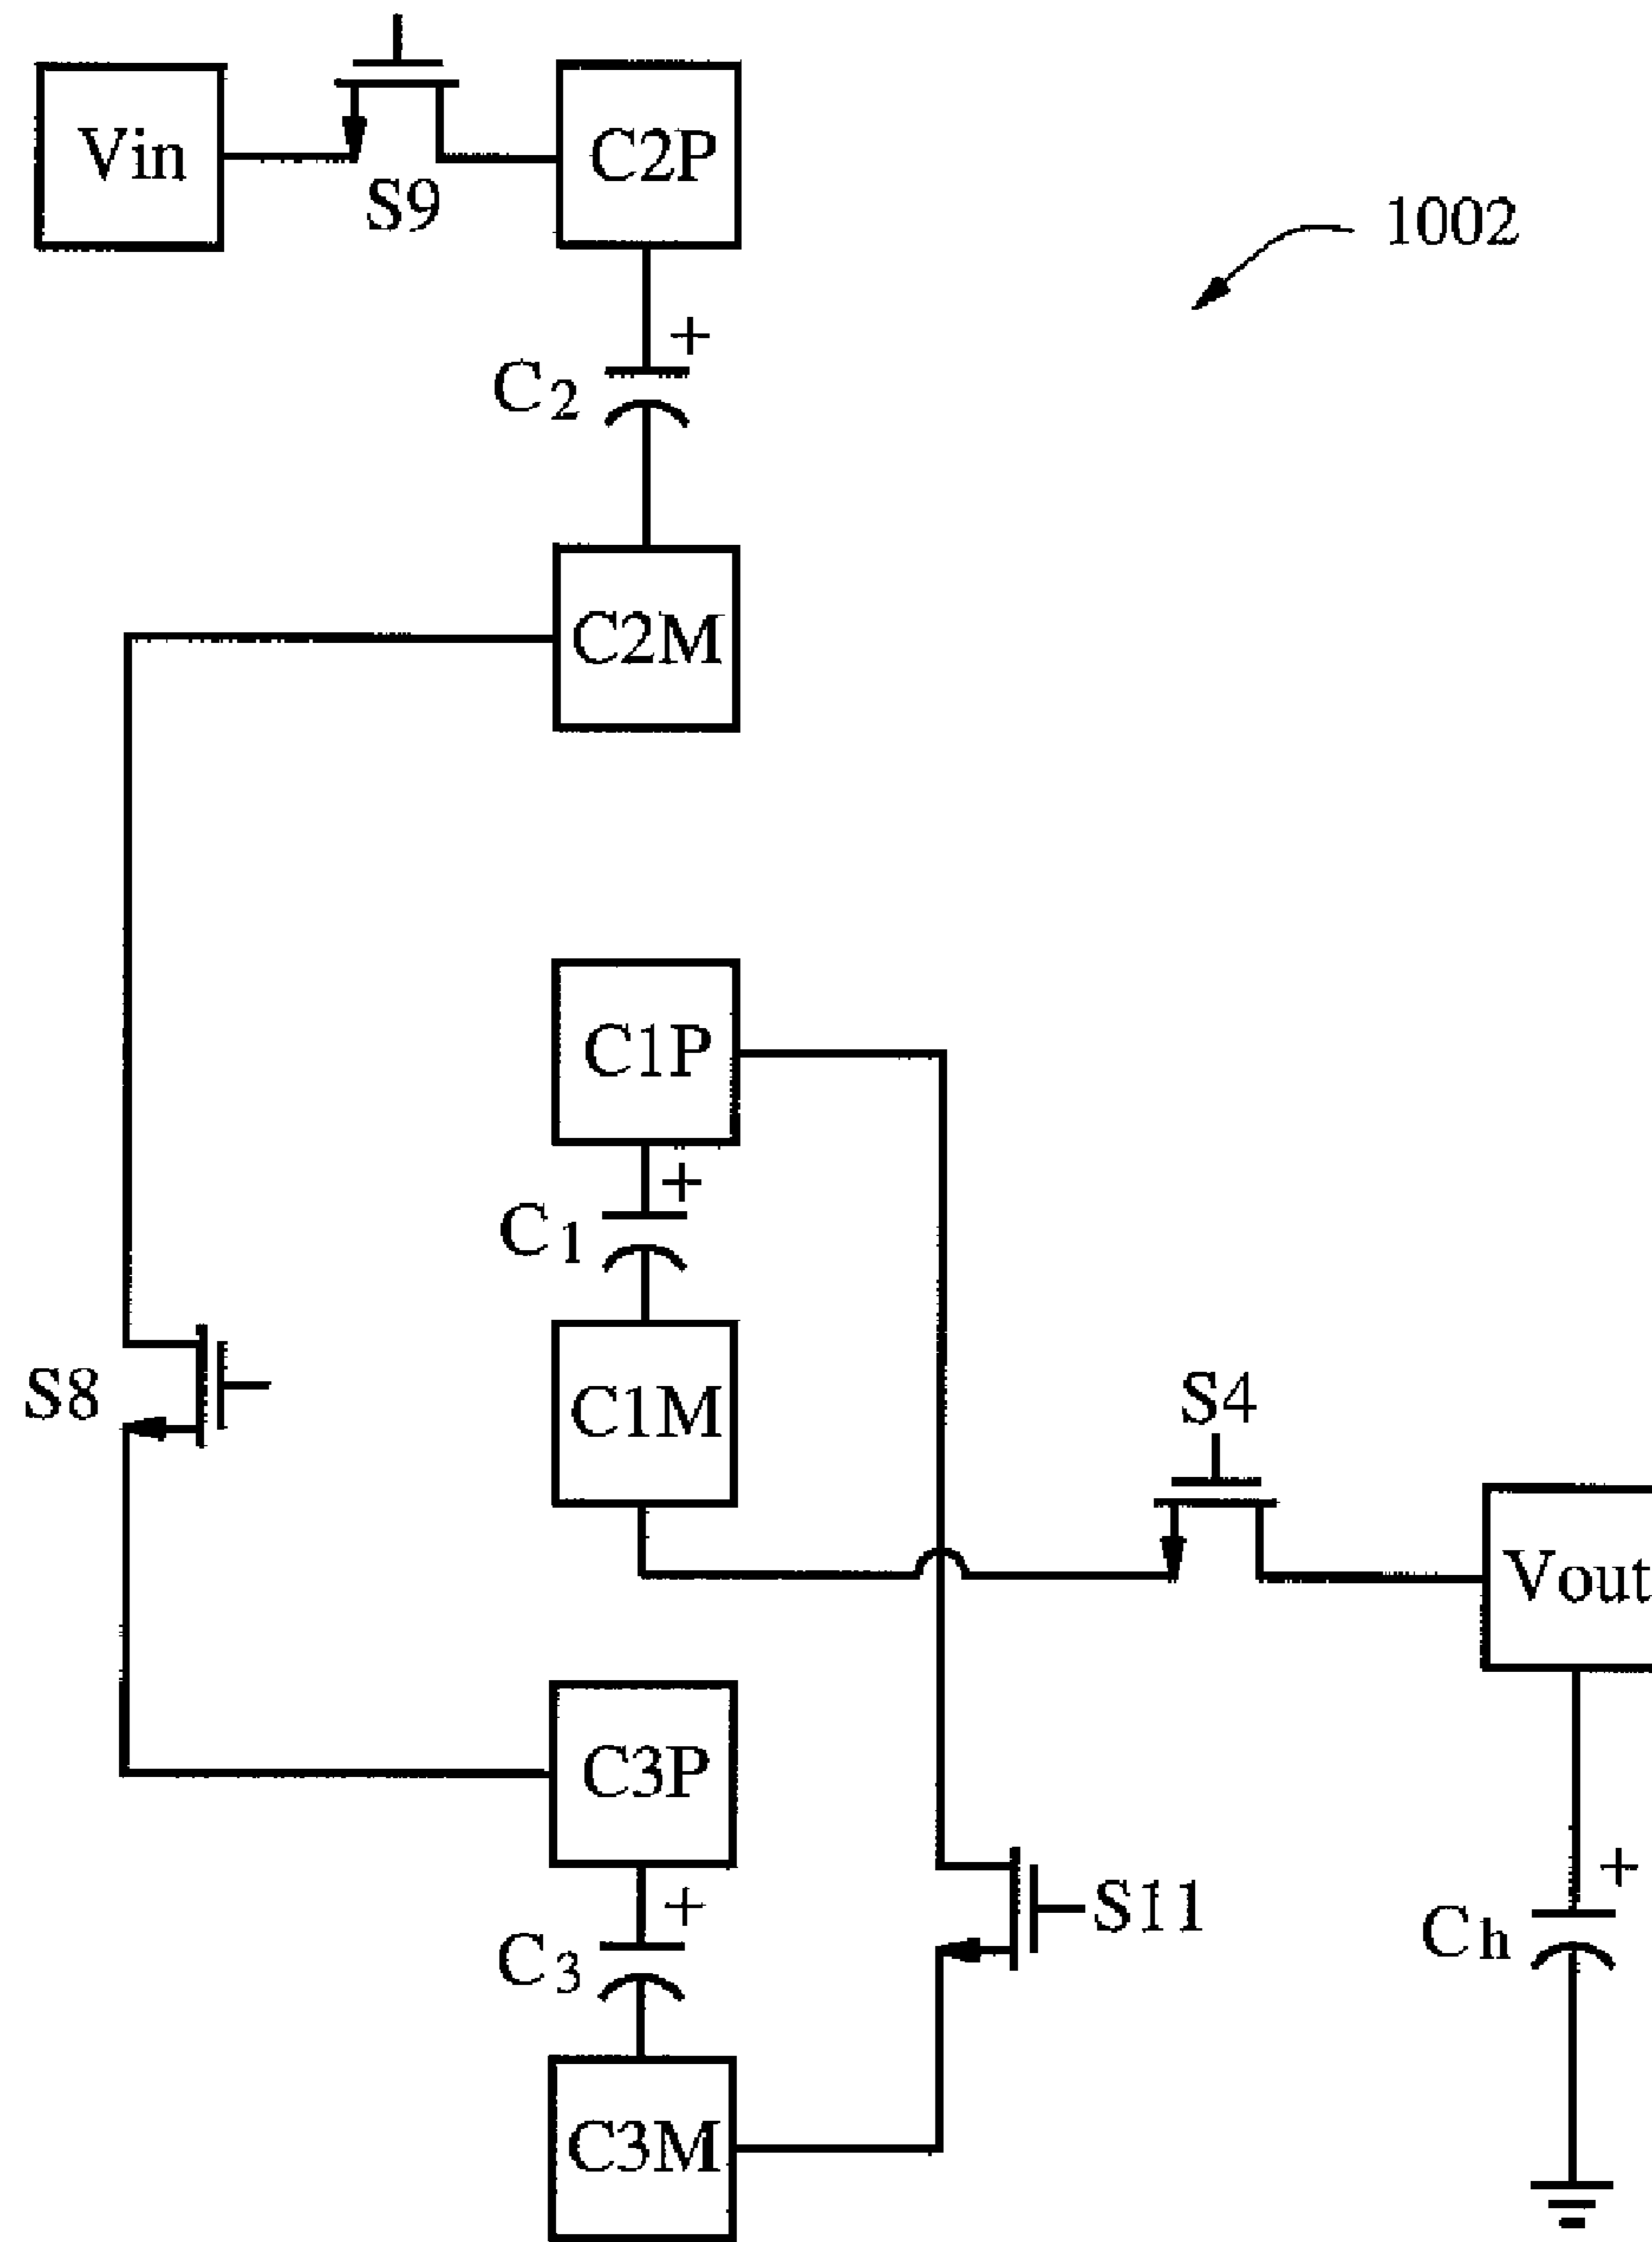 Vin
S9
C2P
1002
+
C2
C2M
C1P
+
C1
C1M
S8
S4
Vout
C3P
+
C3
S11
+
Ch
C3M